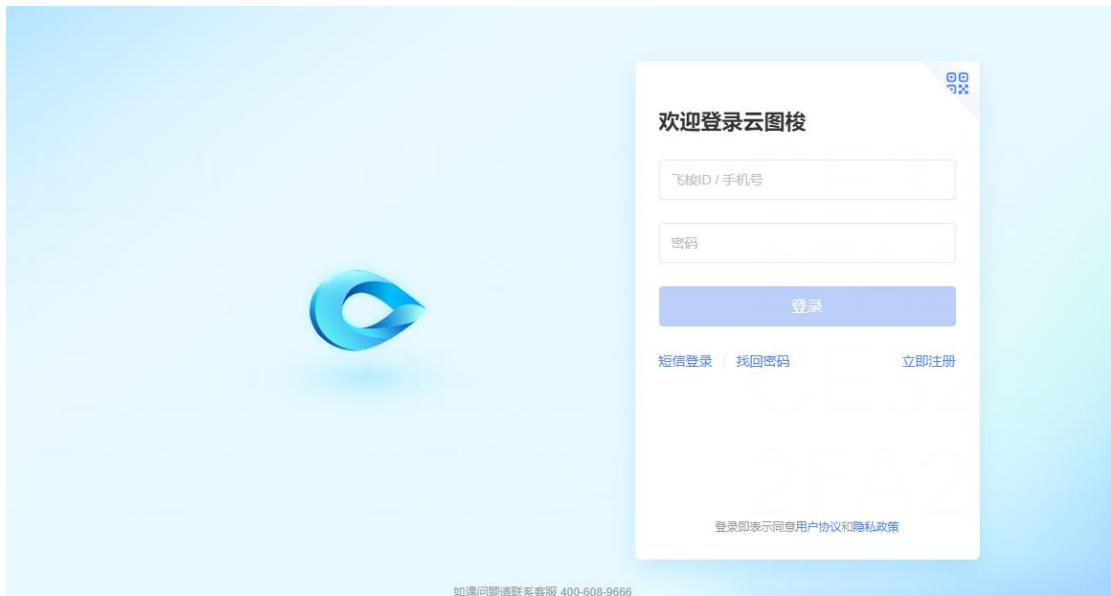 欢迎登录云图梭
飞梭ID / 手机号
密码
登录
短信登录 找回密码 立即注册
登录即表示同意用户协议和隐私政策
如遇问题请联系客服 400-608-9666